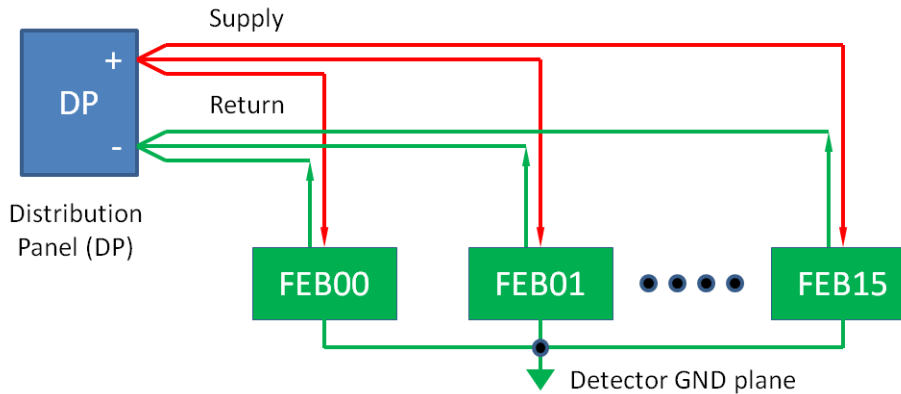 Supply
+
DP
Return
-
Distribution
Panel (DP)
FEB00
FEB01
FEB15
Detector GND plane